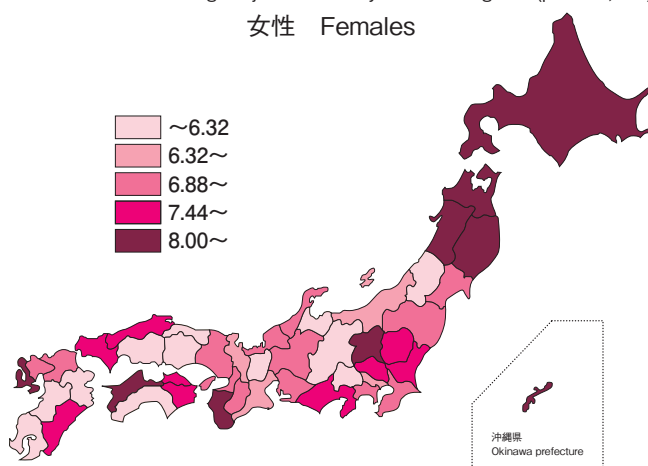 女性 Females
～6.32
6.32～
6.88～
7.44～
8.00～
沖縄県
Okinawa prefecture